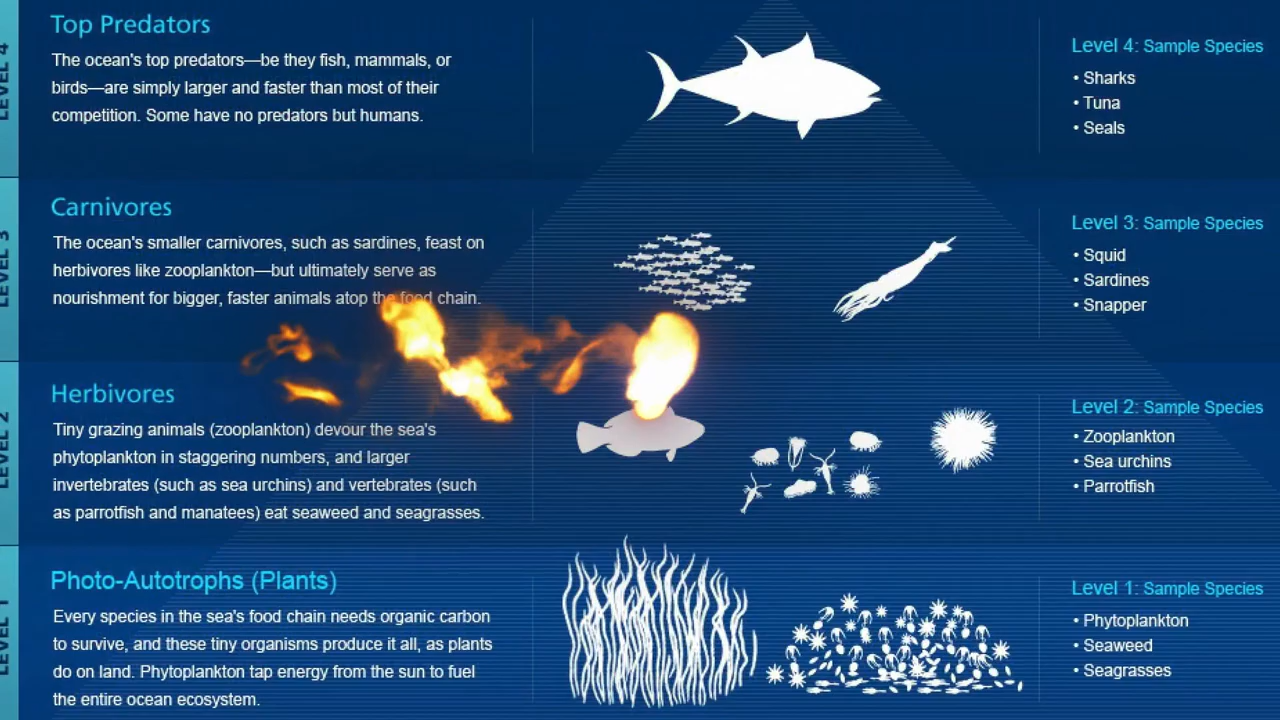 LEVEL 4
Top Predators
The ocean's top predators—be they fish, mammals, or
birds—are simply larger and faster than most of their
competition. Some have no predators but humans.
Level 4: Sample Species
• Sharks
• Tuna
• Seals
LEVEL 3
Carnivores
The ocean's smaller carnivores, such as sardines, feast on
herbivores like zooplankton—but ultimately serve as
nourishment for bigger, faster animals atop the food chain.
Level 3: Sample Species
• Squid
• Sardines
• Snapper
LEVEL 2
Herbivores
Tiny grazing animals (zooplankton) devour the sea's
phytoplankton in staggering numbers, and larger
invertebrates (such as sea urchins) and vertebrates (such
as parrotfish and manatees) eat seaweed and seagrasses.
Level 2: Sample Species
• Zooplankton
• Sea urchins
• Parrotfish
LEVEL 1
Photo-Autotrophs (Plants)
Every species in the sea's food chain needs organic carbon
to survive, and these tiny organisms produce it all, as plants
do on land. Phytoplankton tap energy from the sun to fuel
the entire ocean ecosystem.
Level 1: Sample Species
• Phytoplankton
• Seaweed
• Seagrasses